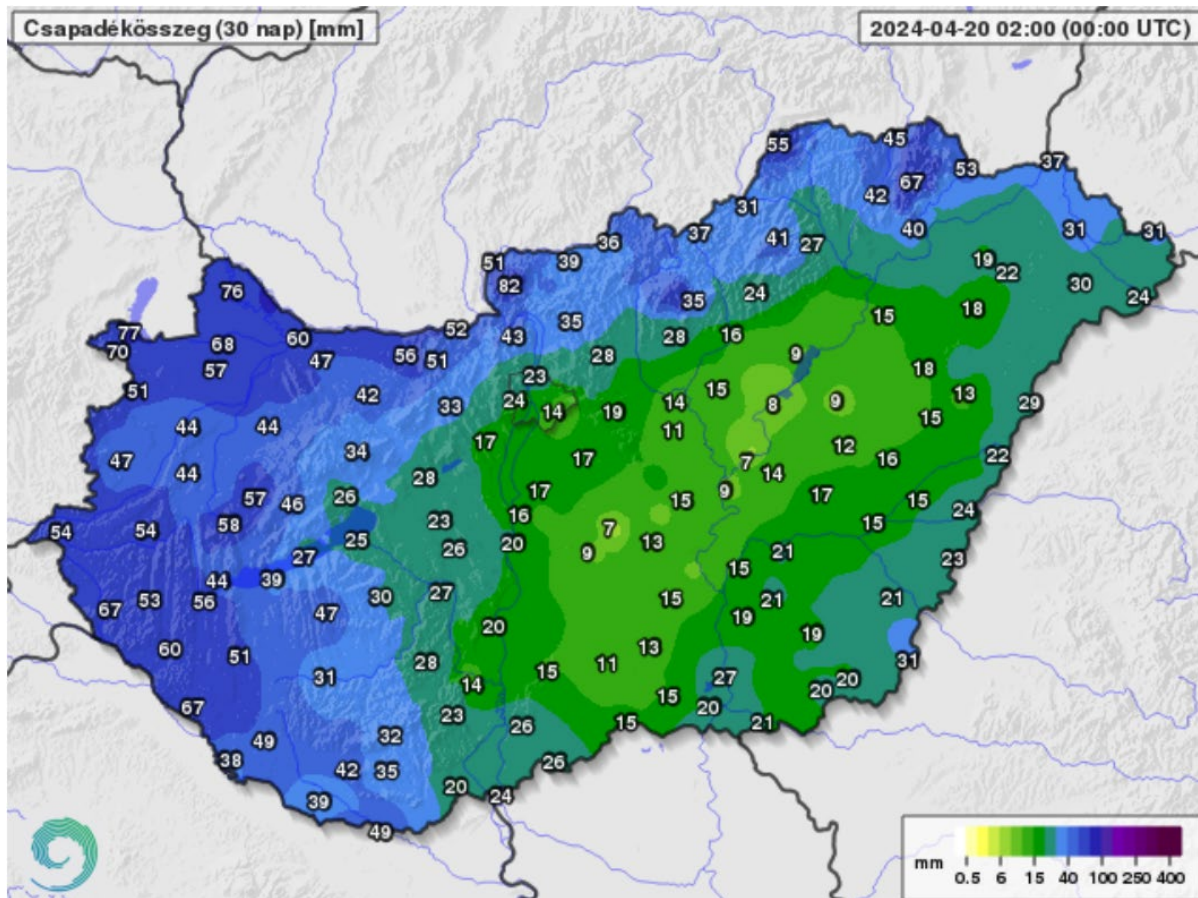 Csapadékösszeg (30 nap) [mm]
2024-04-20 02:00 (00:00 UTC)
55 45
53 37
67
42
31
37 41 27 40 31 31
36
51 39
82 35 24 19 22 30 24
76
77 60 52 43 35 28 16 15 18
70 68 47 56 51 28 9
57 23 18
51 42 33 24 14 19 14 15 8 9 13 29
44 44 17 11 15
47 34 17 12 16 22
44 28 7 14
57 46 26 17 15 9 17 15 24
54 54 58 23 16 7 15
25 26 20 9 13 21 23
27 15
44 39
67 53 56 47 30 27 15 21 21
20 19 19
60 51 28 13
31 14 15 11 27 20 31
67 23 15 20 20
26 15 21
49 32
38 42 35 26
39 20 24
49
mm 0.5 6 15 40 100 250 400